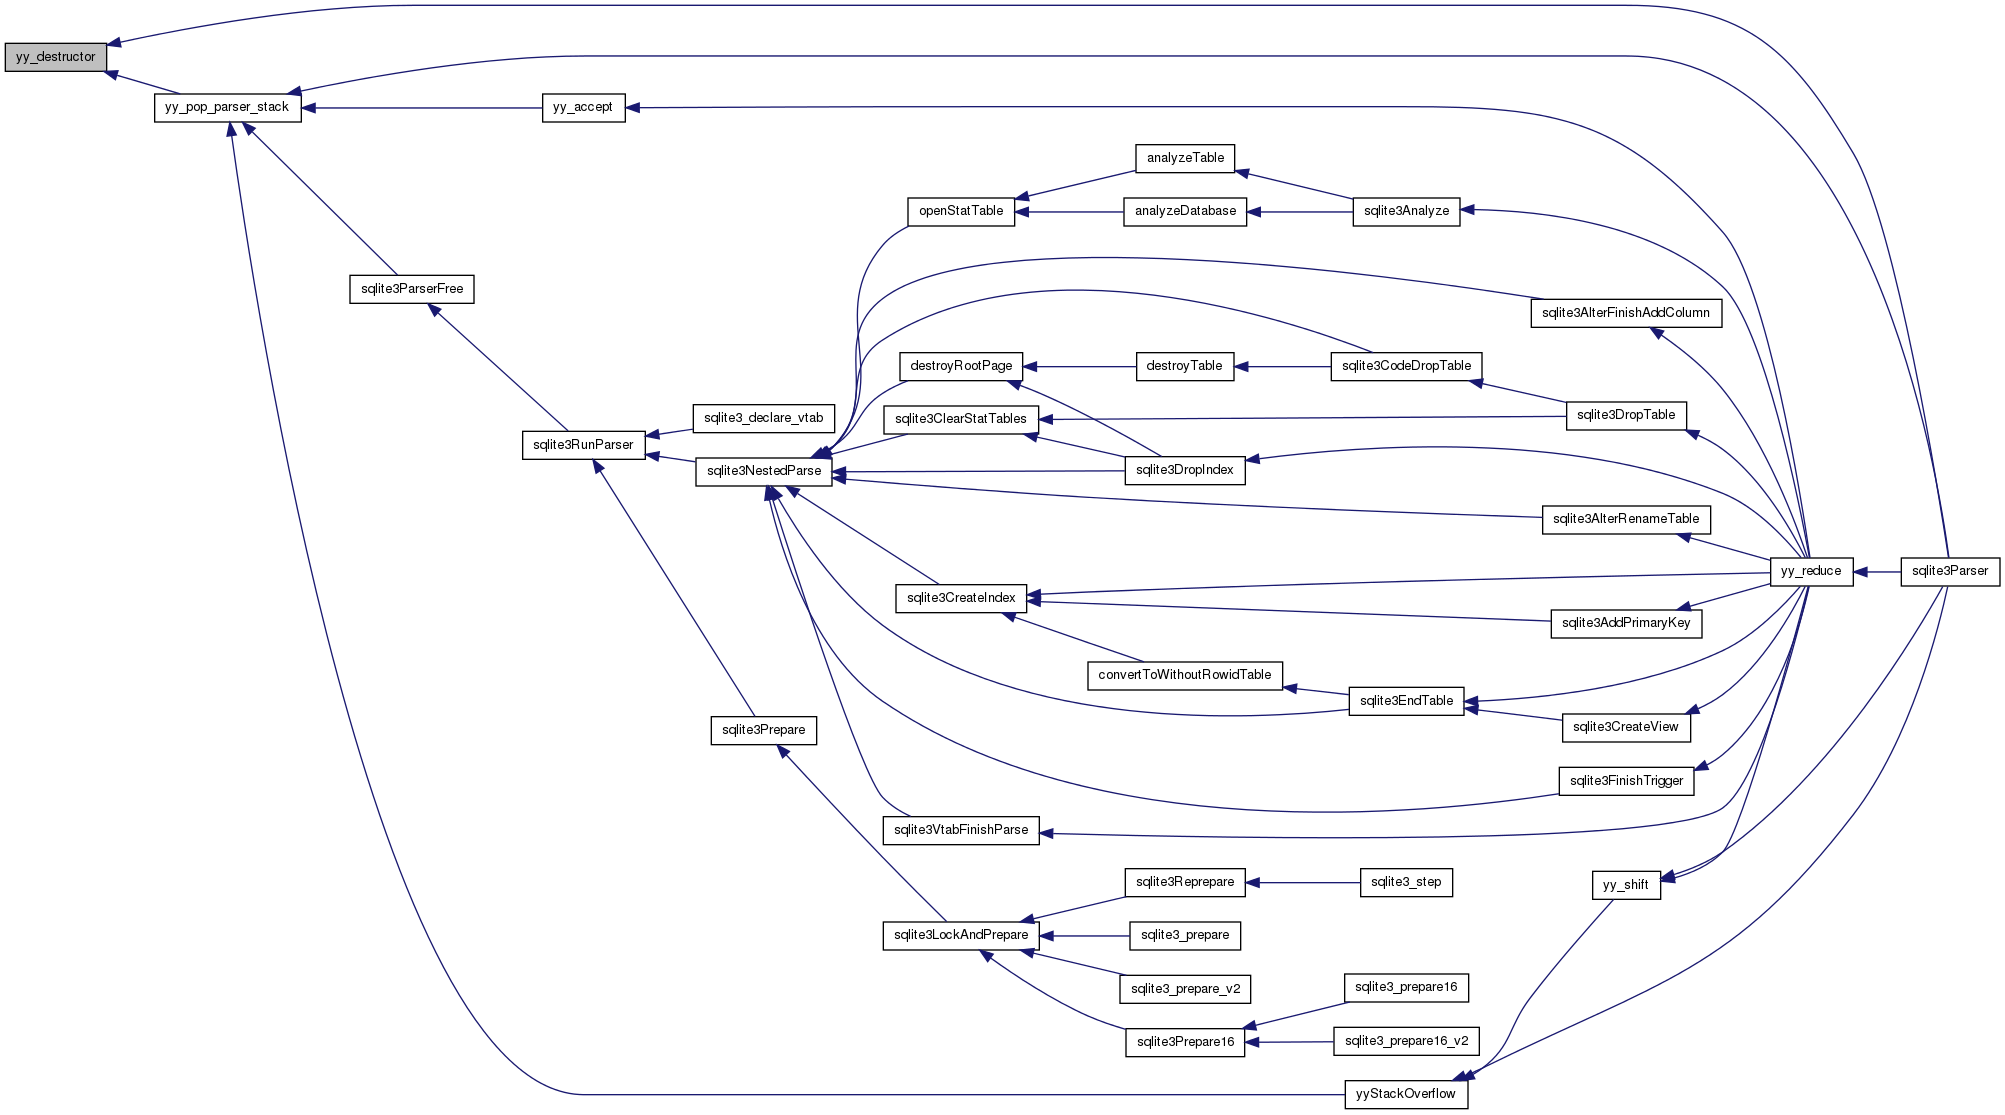 yy_destructor
yy_pop_parser_stack
yy_accept
analyzeTable
openStatTable
analyzeDatabase
sqlite3Analyze
sqlite3ParserFree
sqlite3AlterFinishAddColumn
destroyRootPage
destroyTable
sqlite3CodeDropTable
sqlite3_declare_vtab
sqlite3ClearStatTables
sqlite3DropTable
sqlite3RunParser
sqlite3NestedParse
sqlite3DropIndex
sqlite3AlterRenameTable
yy_reduce
sqlite3Parser
sqlite3CreateIndex
sqlite3AddPrimaryKey
convertToWithoutRowidTable
sqlite3EndTable
sqlite3Prepare
sqlite3CreateView
sqlite3FinishTrigger
sqlite3VtabFinishParse
sqlite3Reprepare
sqlite3_step
yy_shift
sqlite3LockAndPrepare
sqlite3_prepare
sqlite3_prepare_v2
sqlite3_prepare16
sqlite3Prepare16
sqlite3_prepare16_v2
yyStackOverflow